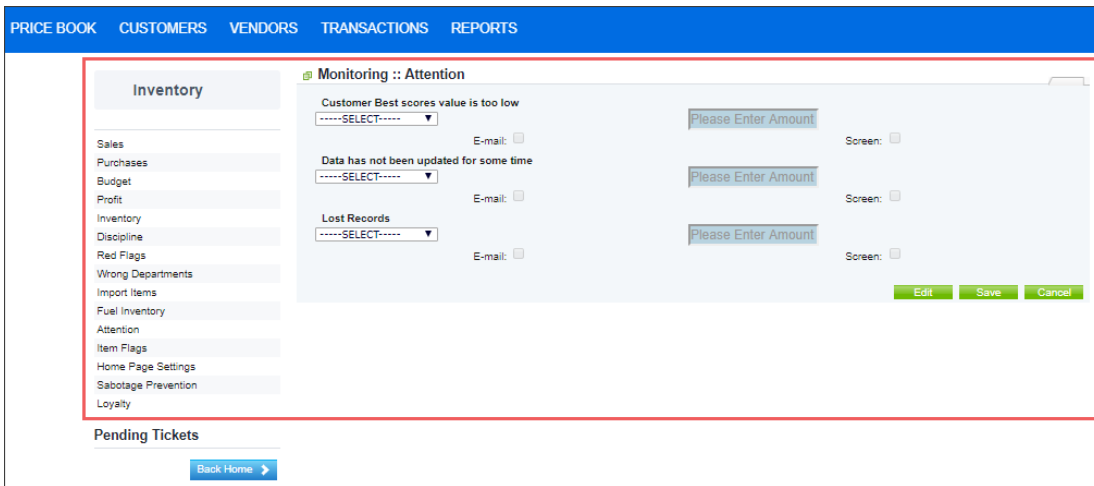 PRICE BOOK CUSTOMERS VENDORS TRANSACTIONS REPORTS
Inventory
Sales
Purchases
Budget
Profit
Inventory
Discipline
Red Flags
Wrong Departments
Import Items
Fuel Inventory
Attention
Item Flags
Home Page Settings
Sabotage Prevention
Loyalty
Pending Tickets
Back Home
Monitoring :: Attention
Customer Best scores value is too low
-----SELECT----- Please Enter Amount
E-mail: Screen:
Data has not been updated for some time
-----SELECT----- Please Enter Amount
E-mail: Screen:
Lost Records
-----SELECT----- Please Enter Amount
E-mail: Screen:
Edit Save Cancel